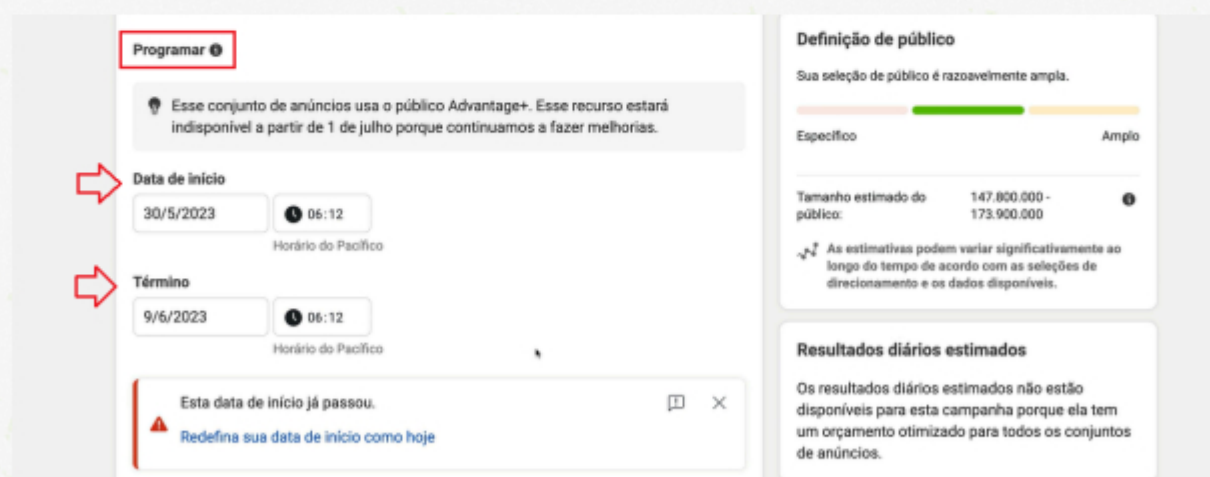 Programar
Esse conjunto de anúncios usa o público Advantage+. Esse recurso estará
indisponível a partir de 1 de julho porque continuamos a fazer melhorias.
Data de início
30/5/2023
06:12
Horário do Pacífico
Término
9/6/2023
06:12
Horário do Pacífico
Esta data de início já passou.
Redefina sua data de início como hoje
Definição de público
Sua seleção de público é razoavelmente ampla.
Específico
Amplo
Tamanho estimado do
público:
147.800.000 -
173.900.000
As estimativas podem variar significativamente ao
longo do tempo de acordo com as seleções de
direcionamento e os dados disponíveis.
Resultados diários estimados
Os resultados diários estimados não estão
disponíveis para esta campanha porque ela tem
um orçamento otimizado para todos os conjuntos
de anúncios.